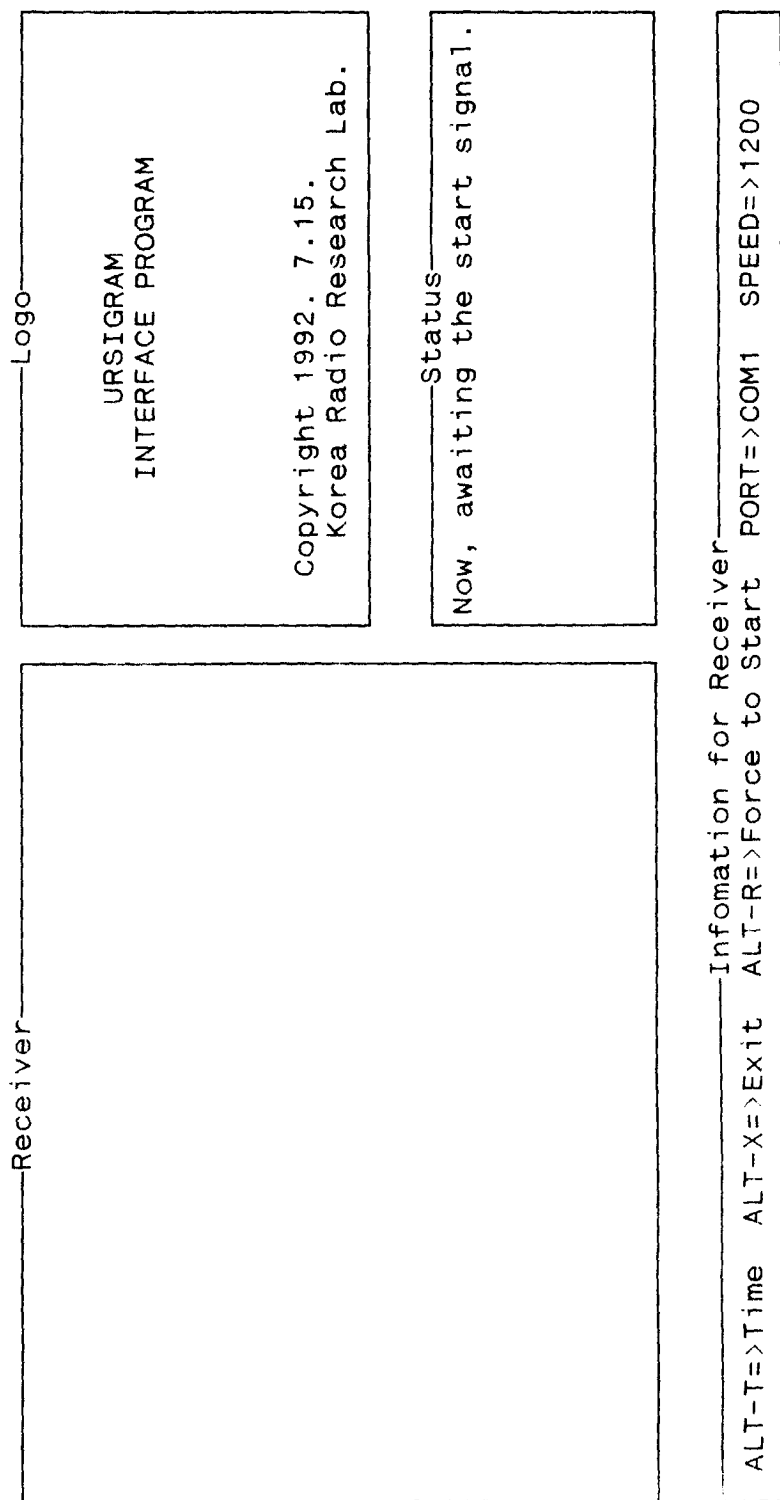 Receiver
Logo
URSIGRAM
INTERFACE PROGRAM
Copyright 1992. 7.15.
Korea Radio Research Lab.
Status
Now, awaiting the start signal.
Infomation for Receiver
ALT-T=>Time ALT-X=>Exit ALT-R=>Force to Start PORT=>COM1 SPEED=>1200